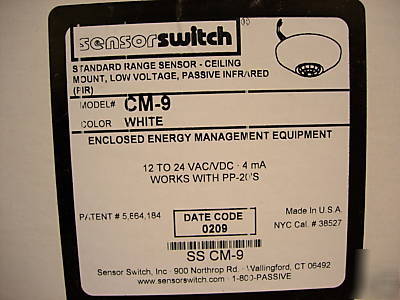 sensorswitch®
STANDARD RANGE SENSOR - CEILING
MOUNT, LOW VOLTAGE, PASSIVE INFRARED
(PIR)
MODEL# CM-9
COLOR WHITE
ENCLOSED ENERGY MANAGEMENT EQUIPMENT
12 TO 24 VAC/VDC · 4 mA
WORKS WITH PP-20'S
PATENT # 5,864,184
DATE CODE
0209
Made In U.S.A.
NYC Cal. # 38527
SS CM-9
Sensor Switch, Inc · 900 Northrop Rd. · Wallingford, CT 06492
www.sensorswitch.com · 1-800-PASSIVE